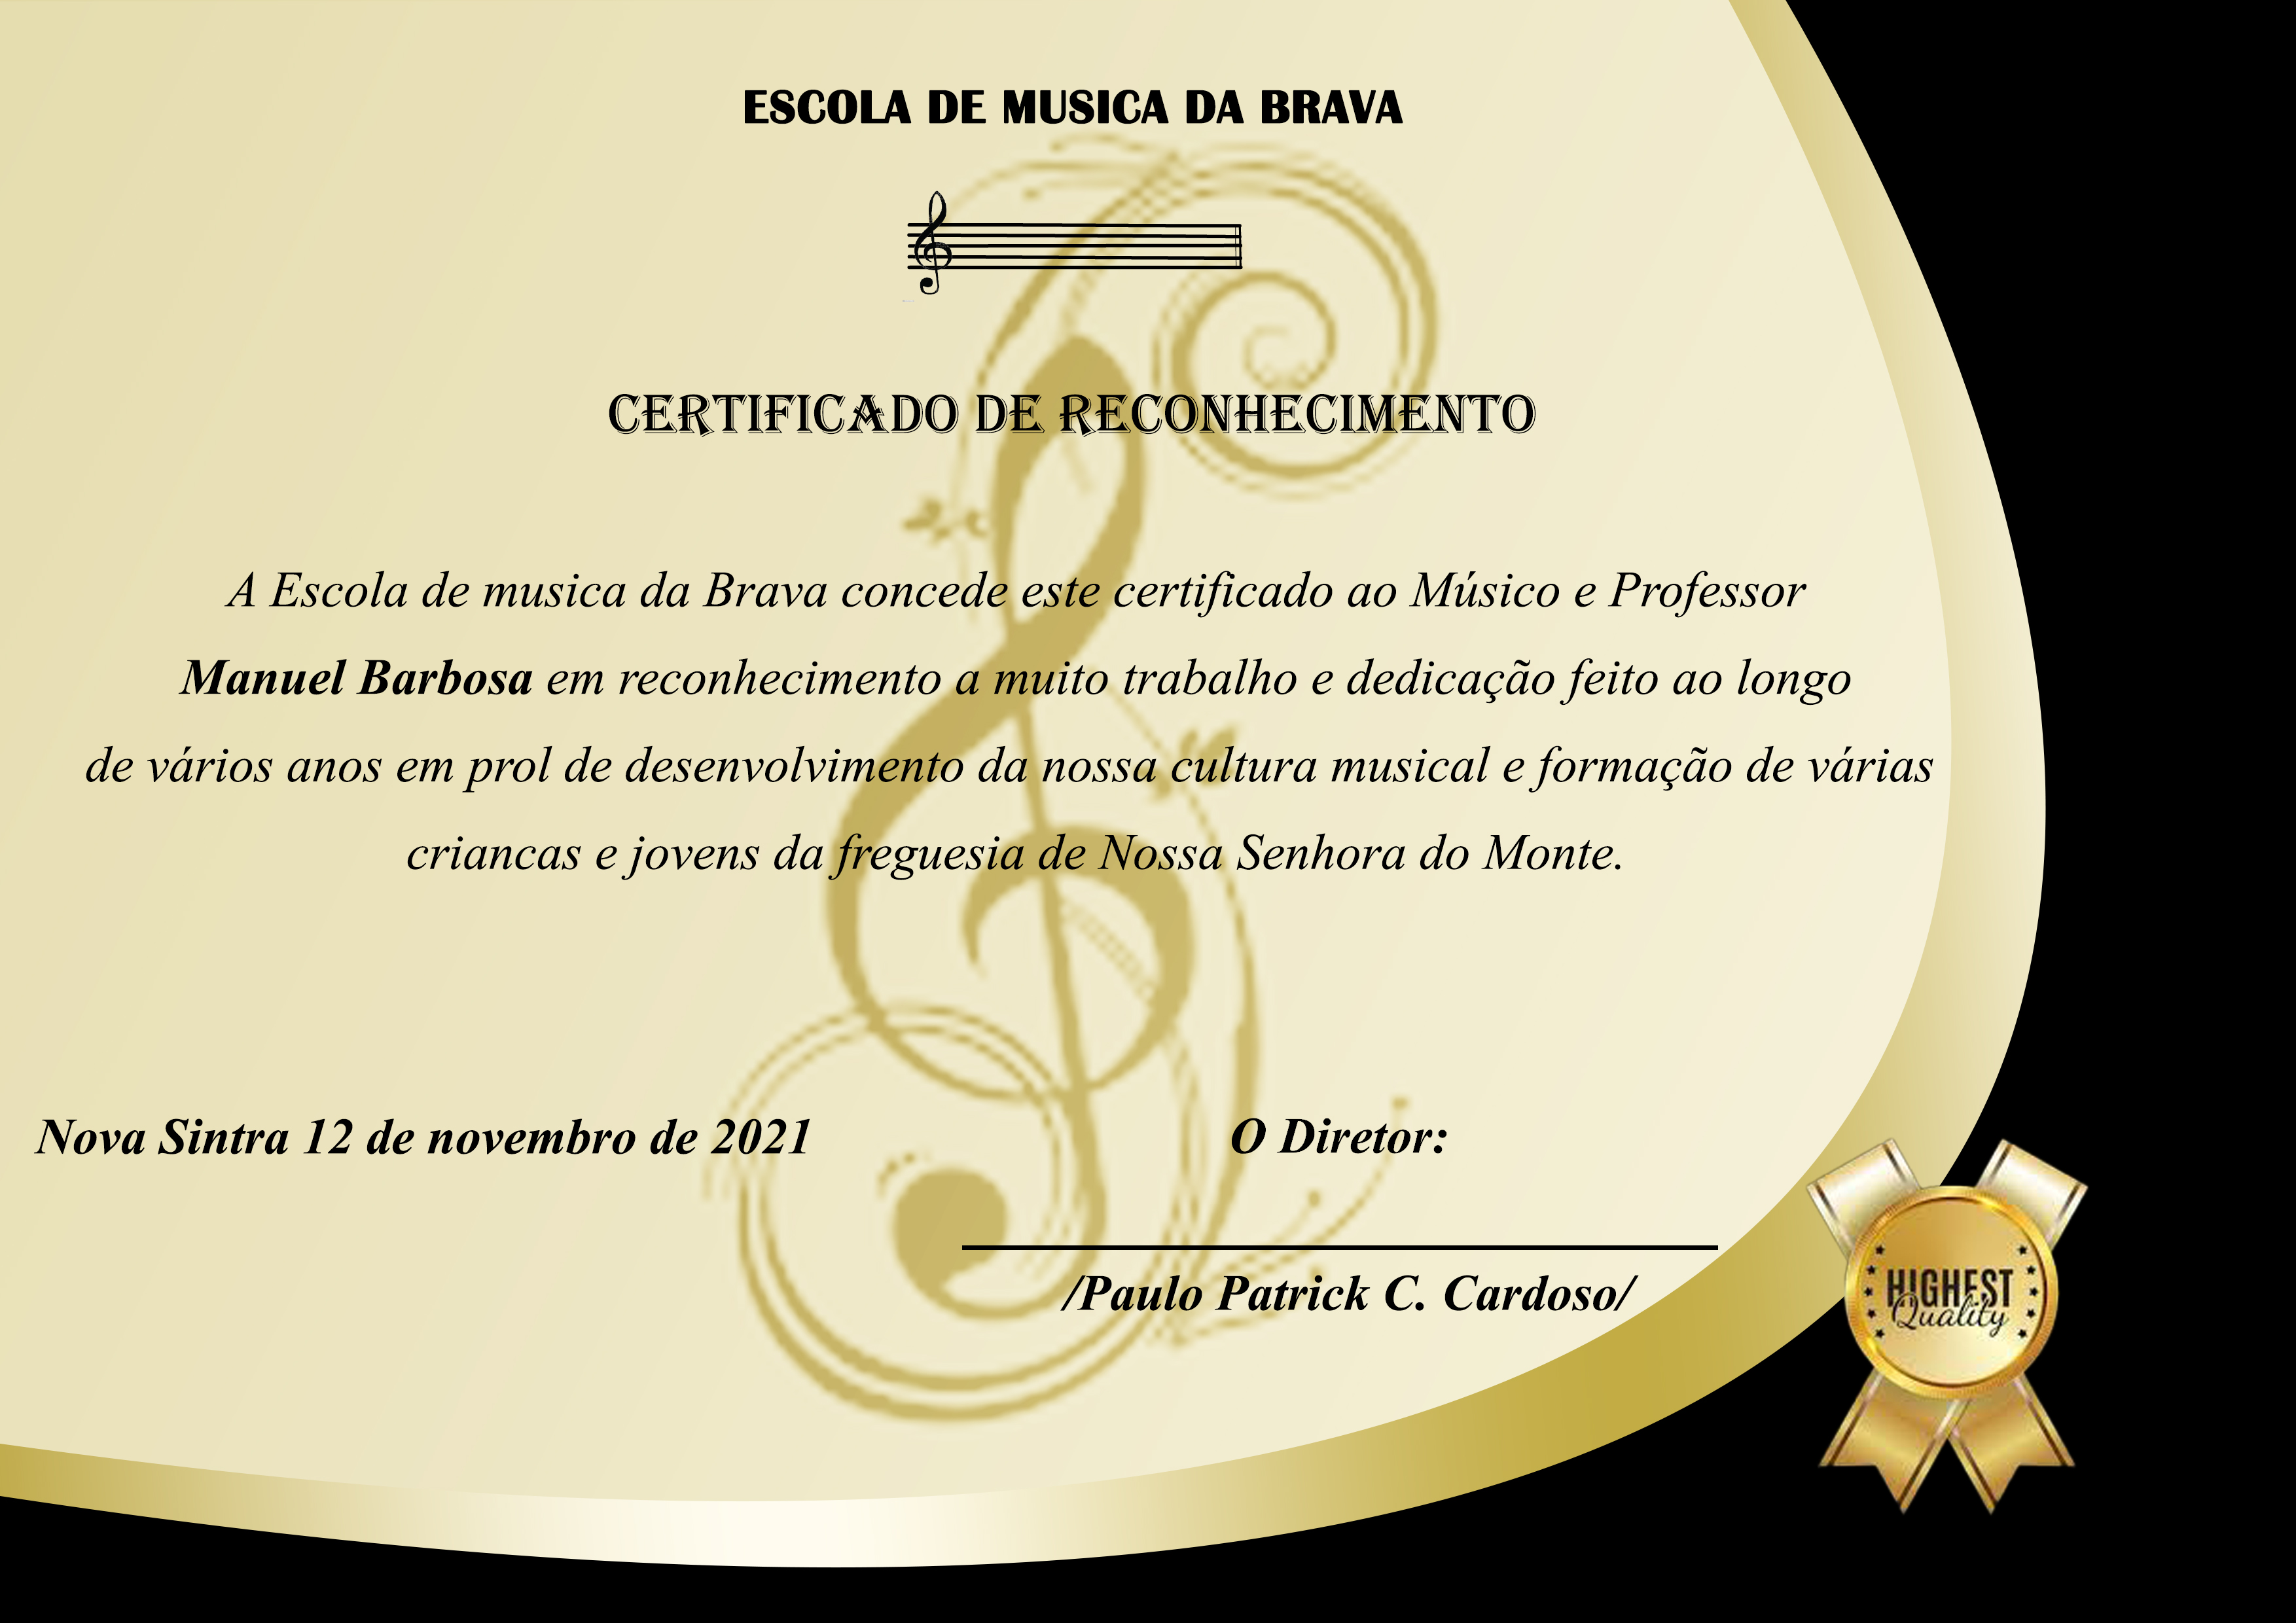 ESCOLA DE MUSICA DA BRAVA
CERTIFICADO DE RECONHECIMENTO
A Escola de musica da Brava concede este certificado ao Músico e Professor
Manuel Barbosa em reconhecimento a muito trabalho e dedicação feito ao longo
de vários anos em prol de desenvolvimento da nossa cultura musical e formação de várias
criancas e jovens da freguesia de Nossa Senhora do Monte.
Nova Sintra 12 de novembro de 2021
O Diretor:
/Paulo Patrick C. Cardoso/
HIGHEST
Quality